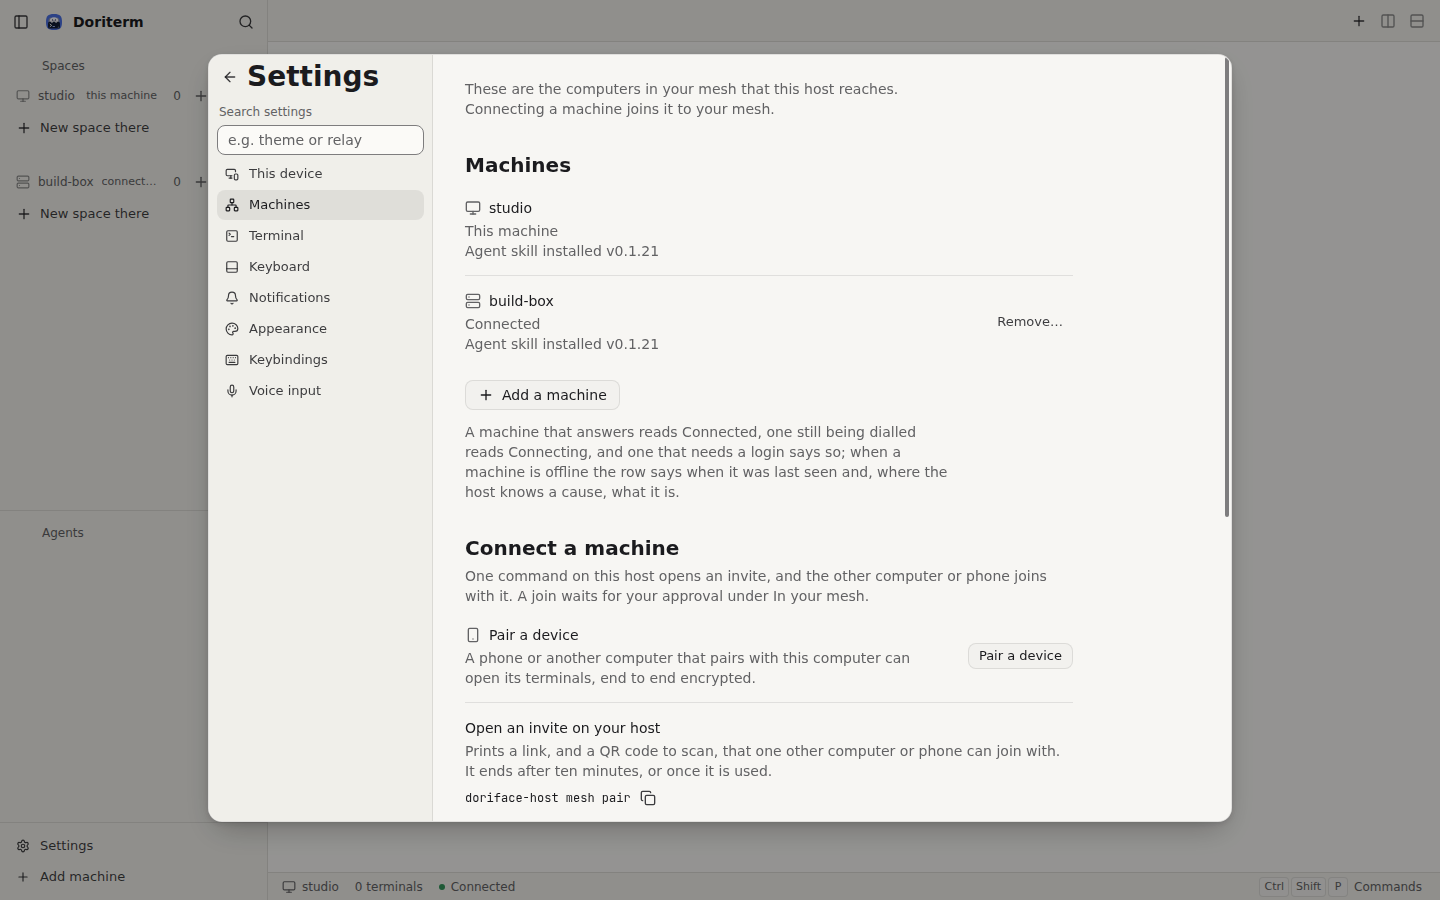 Doriterm
Spaces
studio this machine 0
New space there
build-box connect... 0
New space there
Agents
Settings
Add machine
Settings
Search settings
e.g. theme or relay
This device
Machines
Terminal
Keyboard
Notifications
Appearance
Keybindings
Voice input
These are the computers in your mesh that this host reaches.
Connecting a machine joins it to your mesh.
Machines
studio
This machine
Agent skill installed v0.1.21
build-box
Connected
Agent skill installed v0.1.21
Remove...
Add a machine
A machine that answers reads Connected, one still being dialled
reads Connecting, and one that needs a login says so; when a
machine is offline the row says when it was last seen and, where the
host knows a cause, what it is.
Connect a machine
One command on this host opens an invite, and the other computer or phone joins
with it. A join waits for your approval under In your mesh.
Pair a device
A phone or another computer that pairs with this computer can
open its terminals, end to end encrypted.
Pair a device
Open an invite on your host
Prints a link, and a QR code to scan, that one other computer or phone can join with.
It ends after ten minutes, or once it is used.
doriface-host mesh pair
studio 0 terminals Connected
Ctrl Shift P Commands